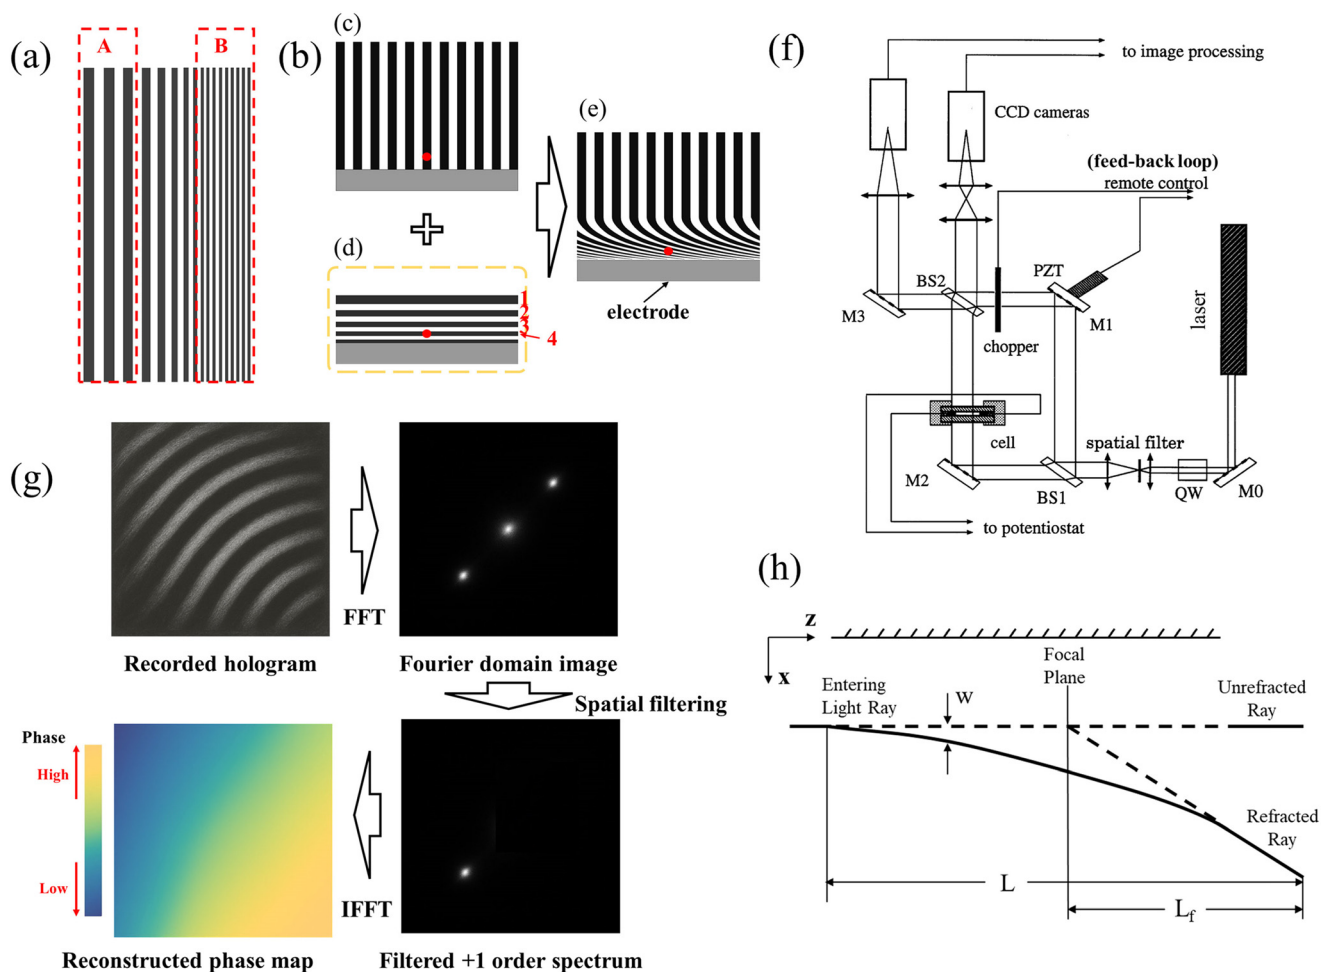 (a)
A
B
(b)
(c)
(d)
1
2
3
4
(e)
electrode
(f)
to image processing
CCD cameras
(feed-back loop)
remote control
PZT
BS2
M3
M1
chopper
laser
cell
spatial filter
M2
BS1
QW
M0
to potentiostat
(g)
FFT
Recorded hologram
Fourier domain image
Spatial filtering
Phase
High
Low
IFFT
Reconstructed phase map
Filtered +1 order spectrum
(h)
z
x
Focal
Plane
Entering
Light Ray
W
Unrefracted
Ray
Refracted
Ray
L
Lf